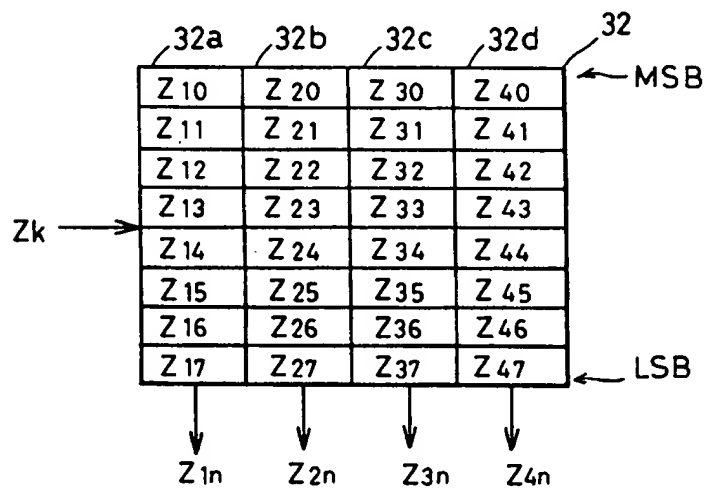 32a 32b 32c 32d 32
Z10 Z20 Z30 Z40 MSB
Z11 Z21 Z31 Z41
Z12 Z22 Z32 Z42
Z13 Z23 Z33 Z43
Zk
Z14 Z24 Z34 Z44
Z15 Z25 Z35 Z45
Z16 Z26 Z36 Z46
Z17 Z27 Z37 Z47 LSB
Z1n Z2n Z3n Z4n